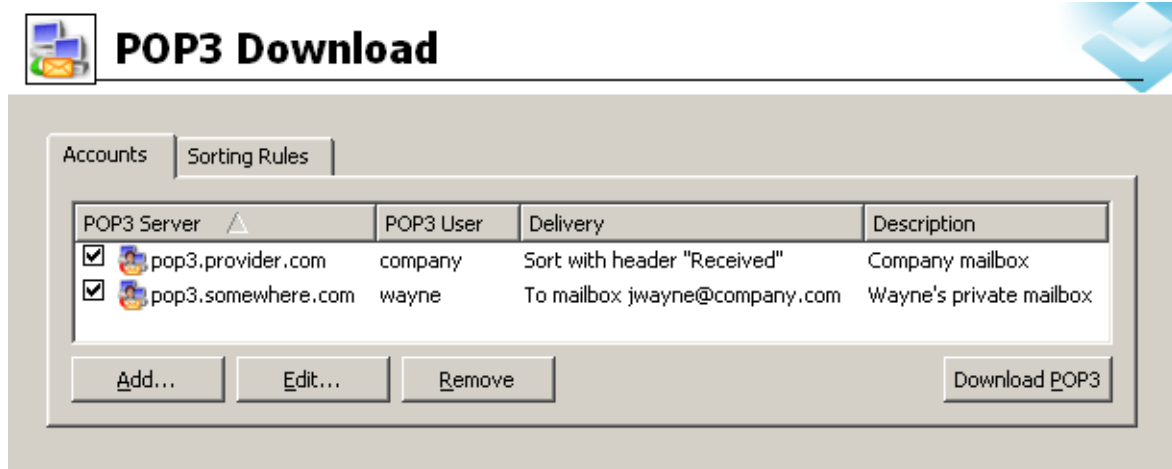 POP3 Download
Accounts Sorting Rules
POP3 Server POP3 User Delivery Description
pop3.provider.com company Sort with header "Received" Company mailbox
pop3.somewhere.com wayne To mailbox jwayne@company.com Wayne's private mailbox
Add... Edit... Remove Download POP3